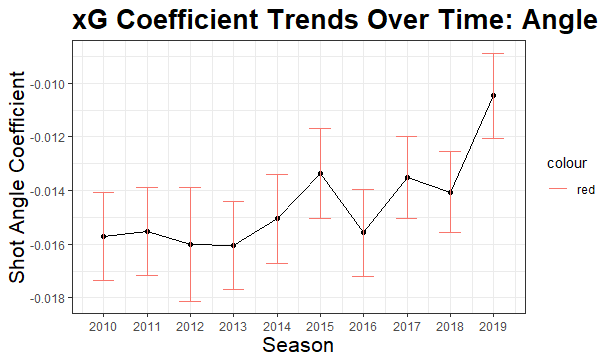 xG Coefficient Trends Over Time: Angle
Shot Angle Coefficient
-0.010
-0.012
-0.014
-0.016
-0.018
2010 2011 2012 2013 2014 2015 2016 2017 2018 2019
Season
colour
red